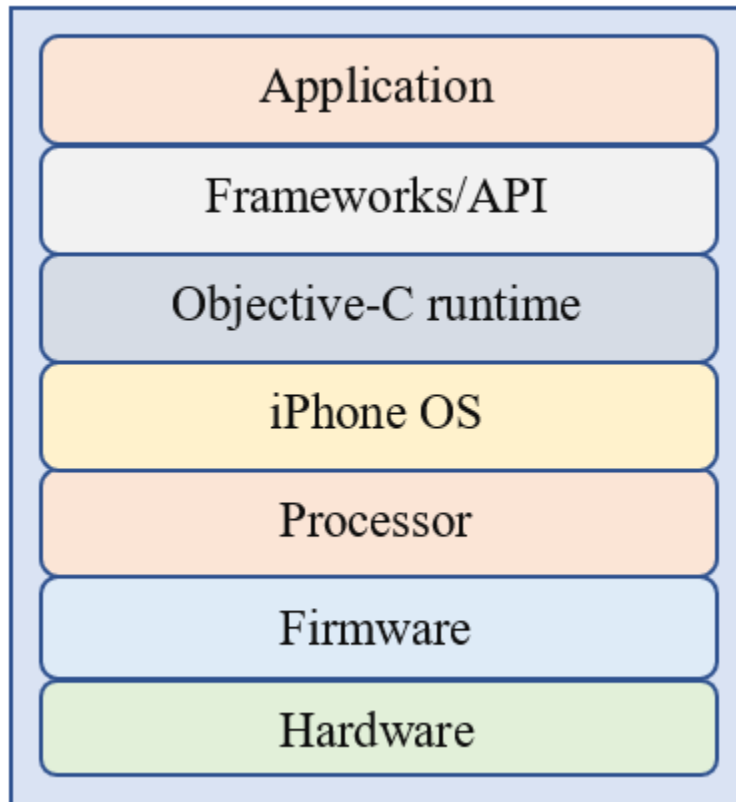 Application
Frameworks/API
Objective-C runtime
iPhone OS
Processor
Firmware
Hardware